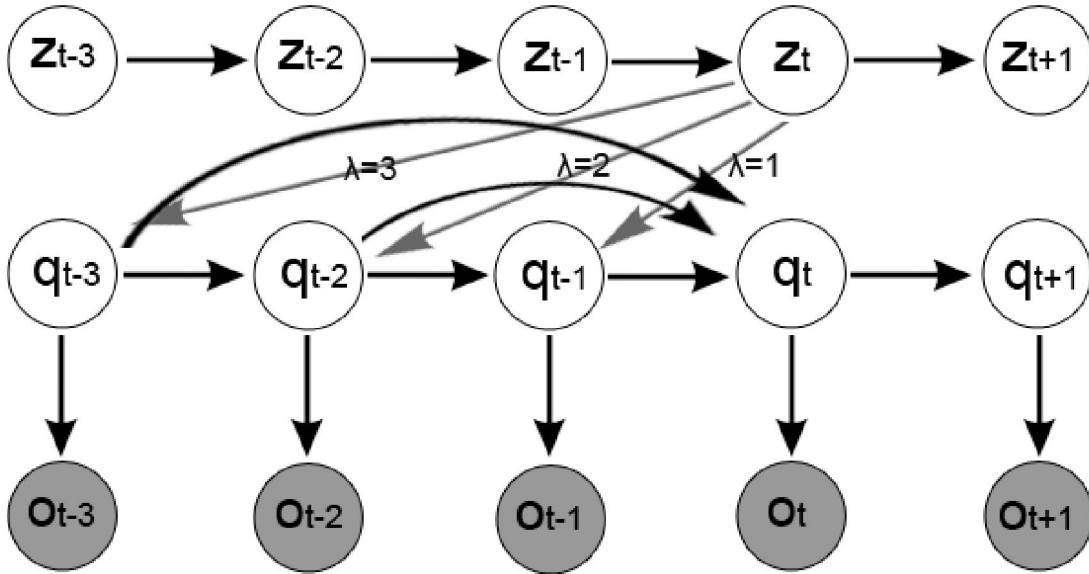 zt-3 zt-2 zt-1 zt zt+1
λ=3 λ=2 λ=1
qt-3 qt-2 qt-1 qt qt+1
ot-3 ot-2 ot-1 ot ot+1